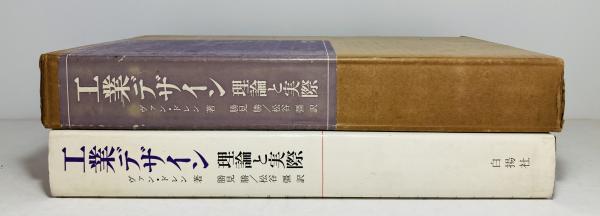 工業デザイン 理論と実際
ヴァン・ドレン 著 勝見 勝/松谷 彊 訳
工業デザイン 理論と実際
ヴァン・ドレン 著 勝見 勝/松谷 彊 訳
白揚社